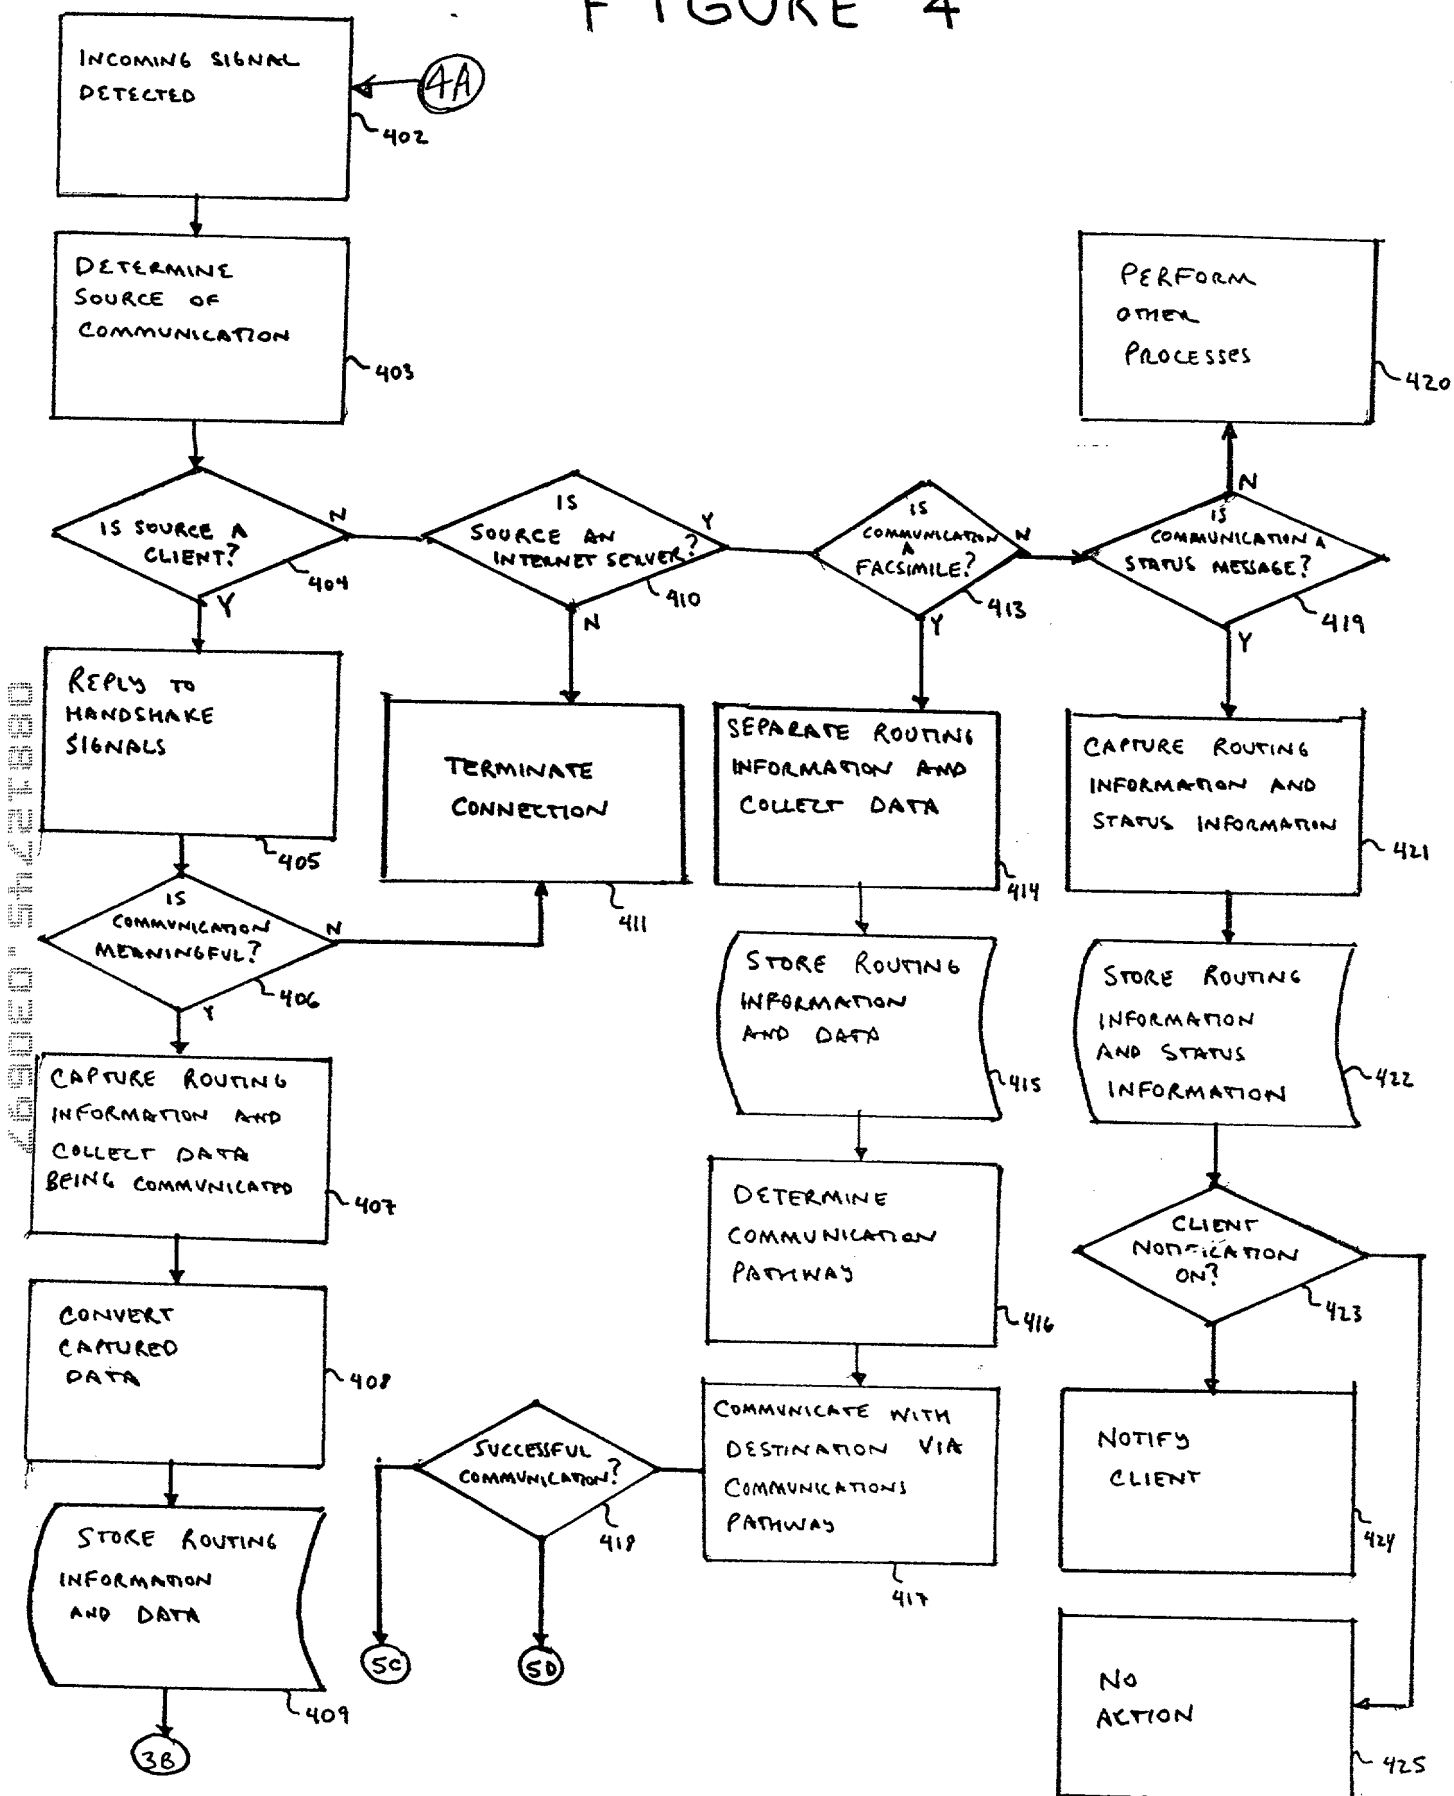 FIGURE 4
INCOMING SIGNAL
DETECTED
4A
402
DETERMINE
SOURCE OF
COMMUNICATION
403
PERFORM
OTHER
PROCESSES
420
IS SOURCE A
CLIENT?
N
404
Y
IS
SOURCE AN
INTERNET SERVER?
Y
410
N
IS
COMMUNICATION
A
FACSIMILE?
N
413
Y
N
IS
COMMUNICATION A
STATUS MESSAGE?
419
Y
REPLY TO
HANDSHAKE
SIGNALS
405
TERMINATE
CONNECTION
411
SEPARATE ROUTING
INFORMATION AND
COLLECT DATA
414
CAPTURE ROUTING
INFORMATION AND
STATUS INFORMATION
421
IS
COMMUNICATION
MEANINGFUL?
N
406
Y
STORE ROUTING
INFORMATION
AND DATA
415
STORE ROUTING
INFORMATION
AND STATUS
INFORMATION
422
CAPTURE ROUTING
INFORMATION AND
COLLECT DATA
BEING COMMUNICATED
407
DETERMINE
COMMUNICATION
PATHWAY
416
CLIENT
NOTIFICATION
ON?
423
CONVERT
CAPTURED
DATA
408
SUCCESSFUL
COMMUNICATION?
418
COMMUNICATE WITH
DESTINATION VIA
COMMUNICATIONS
PATHWAY
417
NOTIFY
CLIENT
424
STORE ROUTING
INFORMATION
AND DATA
409
5C
5D
NO
ACTION
425
3B